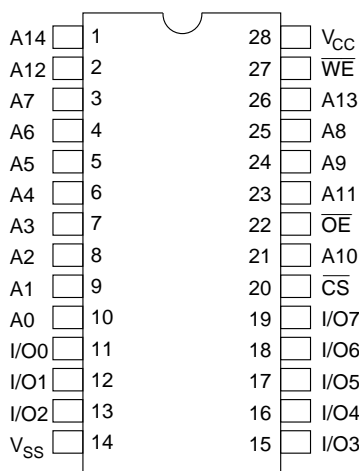 A14 1 28 VCC
A12 2 27 WE
A7 3 26 A13
A6 4 25 A8
A5 5 24 A9
A4 6 23 A11
A3 7 22 OE
A2 8 21 A10
A1 9 20 CS
A0 10 19 I/O7
I/O0 11 18 I/O6
I/O1 12 17 I/O5
I/O2 13 16 I/O4
VSS 14 15 I/O3